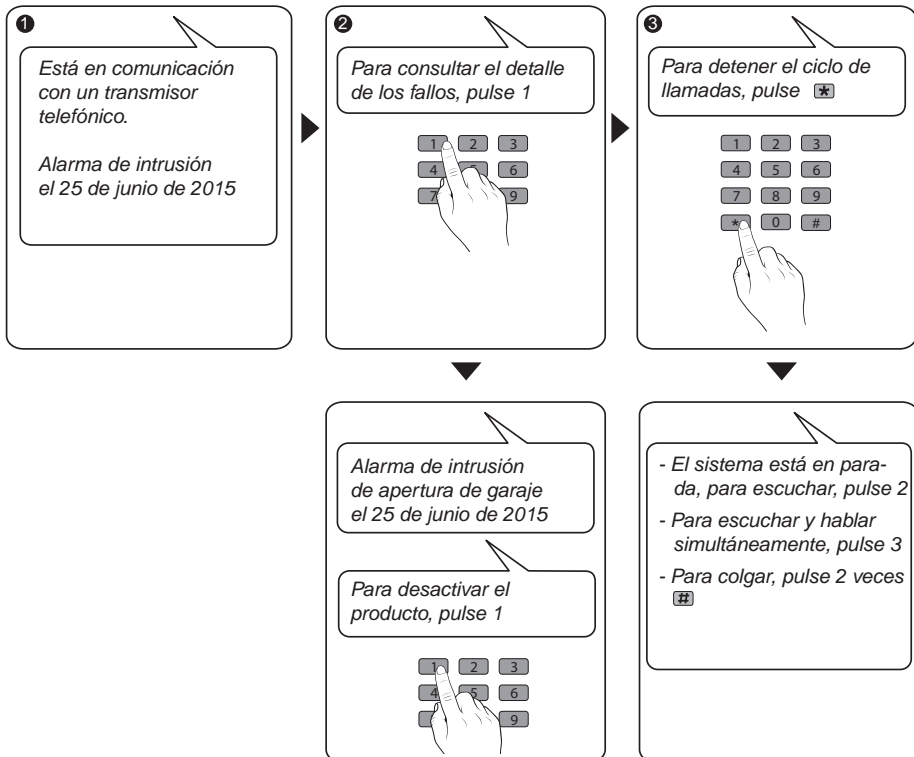 1
Está en comunicación
con un transmisor
telefónico.
Alarma de intrusión
el 25 de junio de 2015
2
Para consultar el detalle
de los fallos, pulse 1
1 2 3
4 5 6
7 9
3
Para detener el ciclo de
llamadas, pulse *
1 2 3
4 5 6
7 8 9
* 0 #
Alarma de intrusión
de apertura de garaje
el 25 de junio de 2015
Para desactivar el
producto, pulse 1
1 2 3
4 5 6
9
- El sistema está en para-
da, para escuchar, pulse 2
- Para escuchar y hablar
simultáneamente, pulse 3
- Para colgar, pulse 2 veces
#